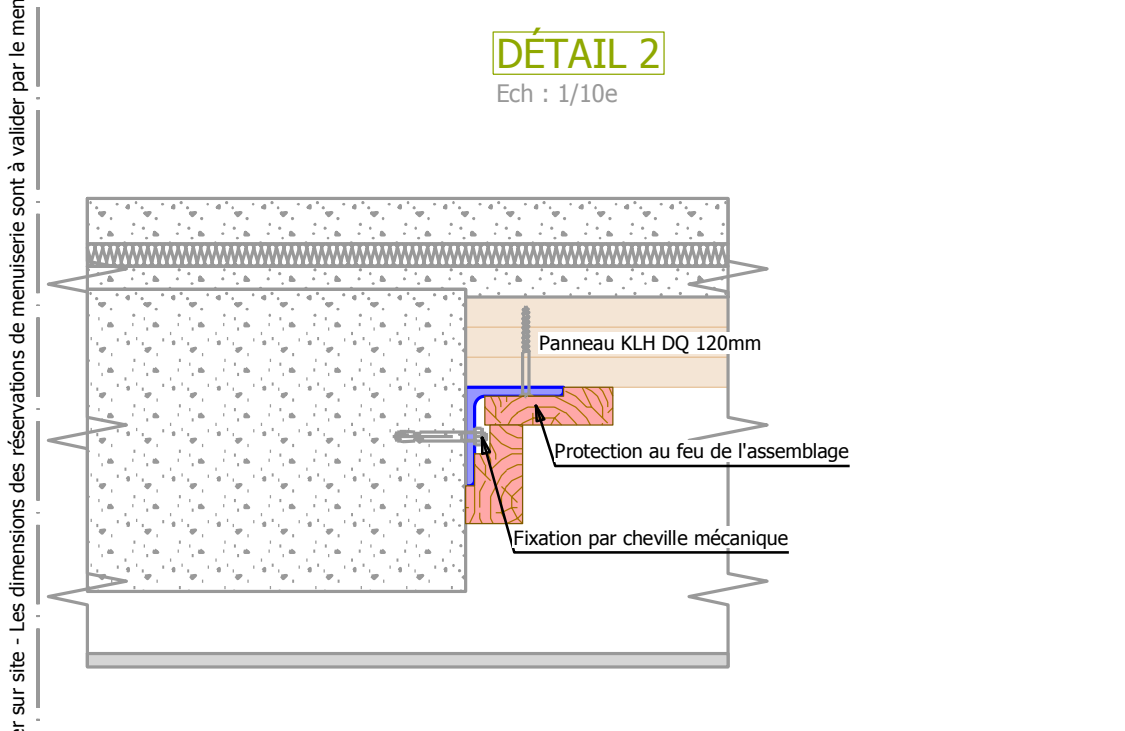 DÉTAIL 2
Ech : 1/10e
Panneau KLH DQ 120mm
Protection au feu de l'assemblage
Fixation par cheville mécanique
sur site - Les dimensions des réservations de menuiserie sont à valider par le